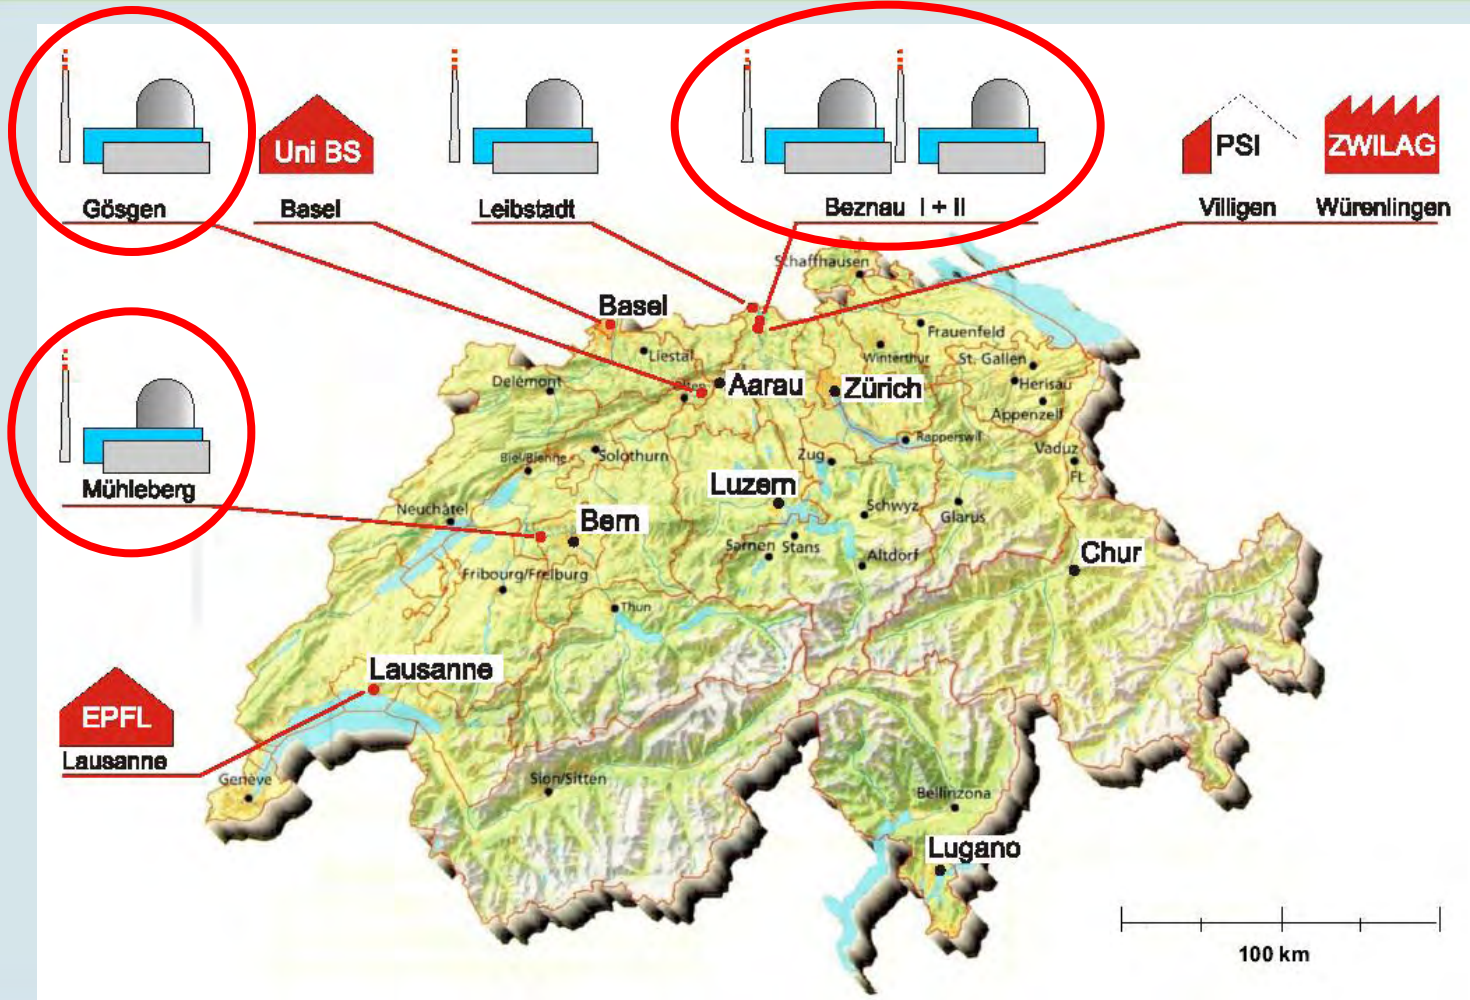 Uni BS
PSI
ZWILAG
Gösgen
Basel
Leibstadt
Beznau I + II
Villigen
Würenlingen
Schaffhausen
Basel
Frauenfeld
Liestal
Winterthur
St. Gallen
Delémont
Olten
Aarau
Zürich
Herisau
Appenzell
Rapperswil
Biel/Bienne
Solothurn
Zug
Vaduz
FL
Mühleberg
Luzern
Neuchâtel
Bern
Schwyz
Glarus
Sarnen
Stans
Altdorf
Chur
Fribourg/Freiburg
Thun
Lausanne
EPFL
Lausanne
Genève
Sion/Sitten
Bellinzona
Lugano
100 km